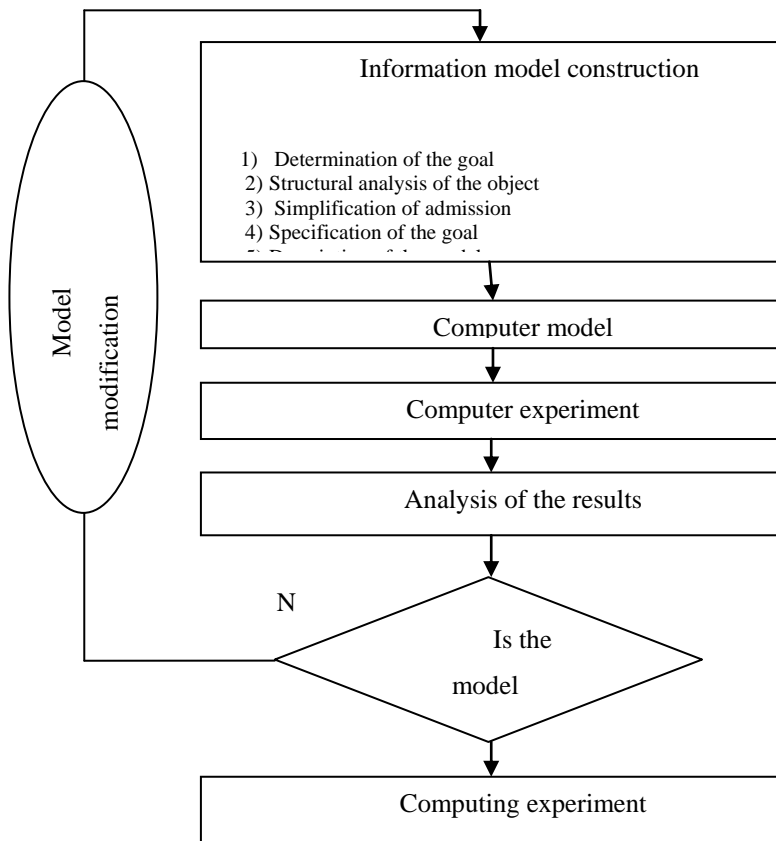 Information model construction
1) Determination of the goal
2) Structural analysis of the object
3) Simplification of admission
4) Specification of the goal
Computer model
Computer experiment
Analysis of the results
N
Is the
model
Computing experiment
Model
modification